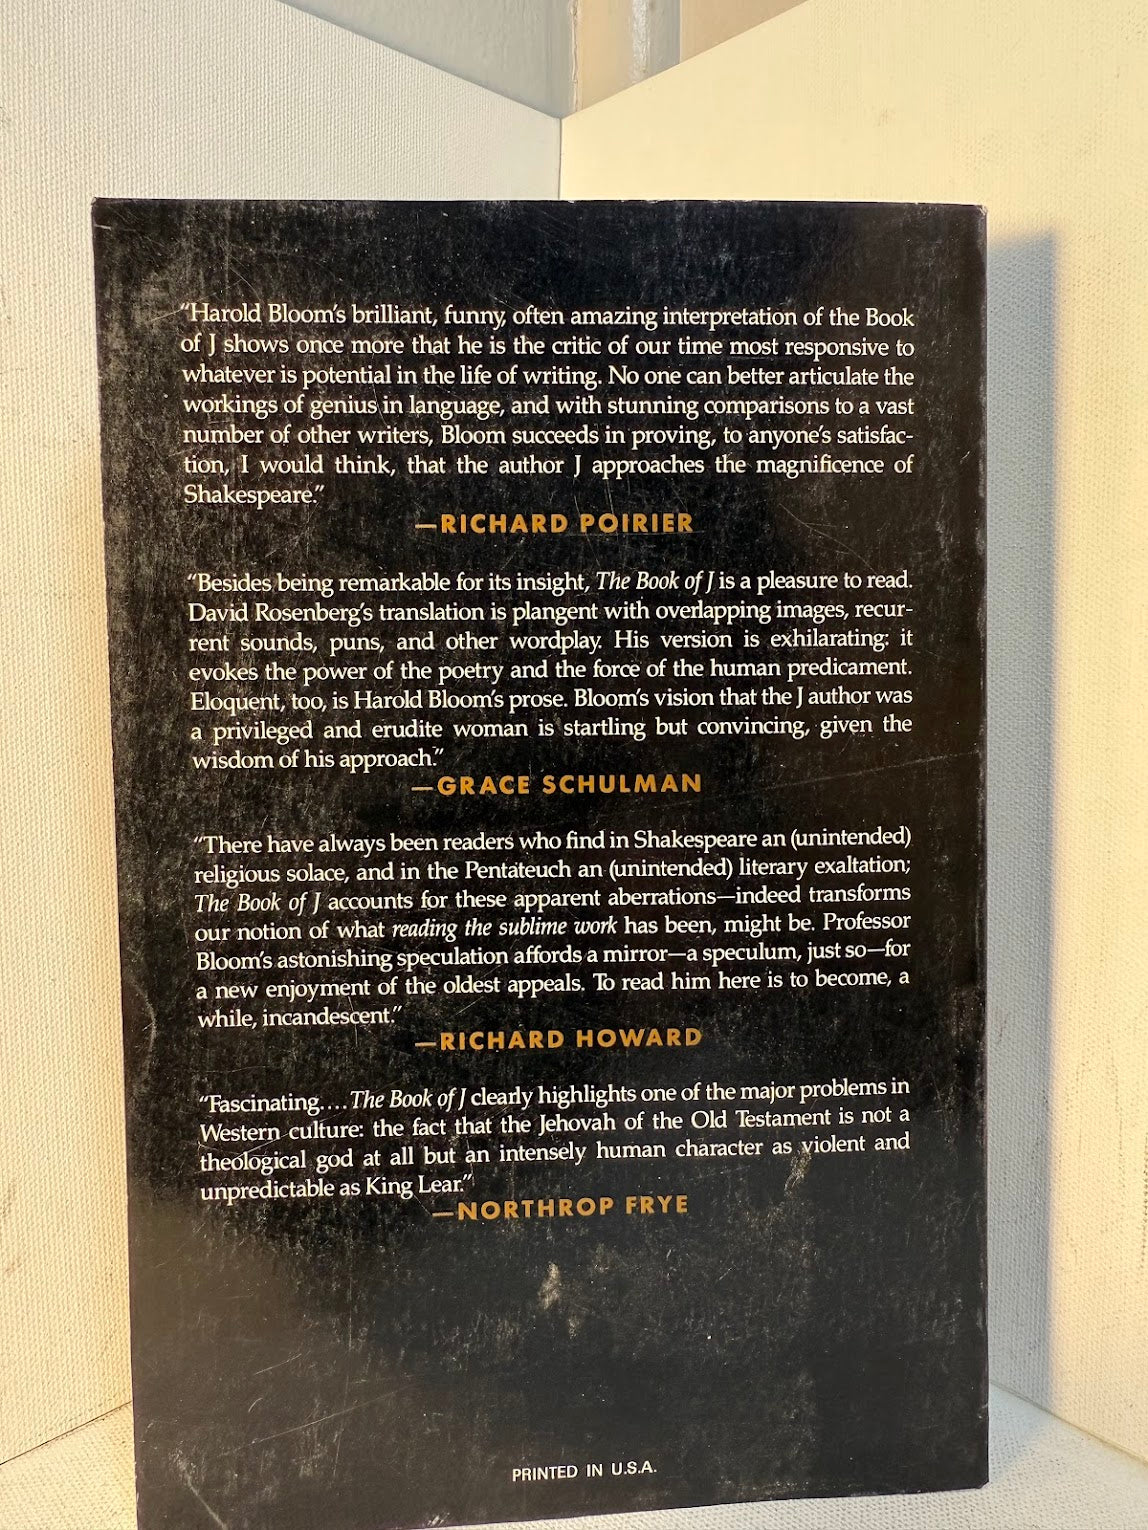 “Harold Bloom’s brilliant, funny, often amazing interpretation of the Book
of J shows once more that he is the critic of our time most responsive to
whatever is potential in the life of writing. No one can better articulate the
workings of genius in language, and with stunning comparisons to a vast
number of other writers, Bloom succeeds in proving, to anyone’s satisfac-
tion, I would think, that the author J approaches the magnificence of
Shakespeare.”
—RICHARD POIRIER
“Besides being remarkable for its insight, The Book of J is a pleasure to read.
David Rosenberg’s translation is plangent with overlapping images, recur-
rent sounds, puns, and other wordplay. His version is exhilarating: it
evokes the power of the poetry and the force of the human predicament.
Eloquent, too, is Harold Bloom’s prose. Bloom’s vision that the J author was
a privileged and erudite woman is startling but convincing, given the
wisdom of his approach.”
—GRACE SCHULMAN
“There have always been readers who find in Shakespeare an (unintended)
religious solace, and in the Pentateuch an (unintended) literary exaltation;
The Book of J accounts for these apparent aberrations—indeed transforms
our notion of what reading the sublime work has been, might be. Professor
Bloom’s astonishing speculation affords a mirror—a speculum, just so—for
a new enjoyment of the oldest appeals. To read him here is to become, a
while, incandescent.”
—RICHARD HOWARD
“Fascinating....The Book of J clearly highlights one of the major problems in
Western culture: the fact that the Jehovah of the Old Testament is not a
theological god at all but an intensely human character as violent and
unpredictable as King Lear.”
—NORTHROP FRYE
PRINTED IN U.S.A.